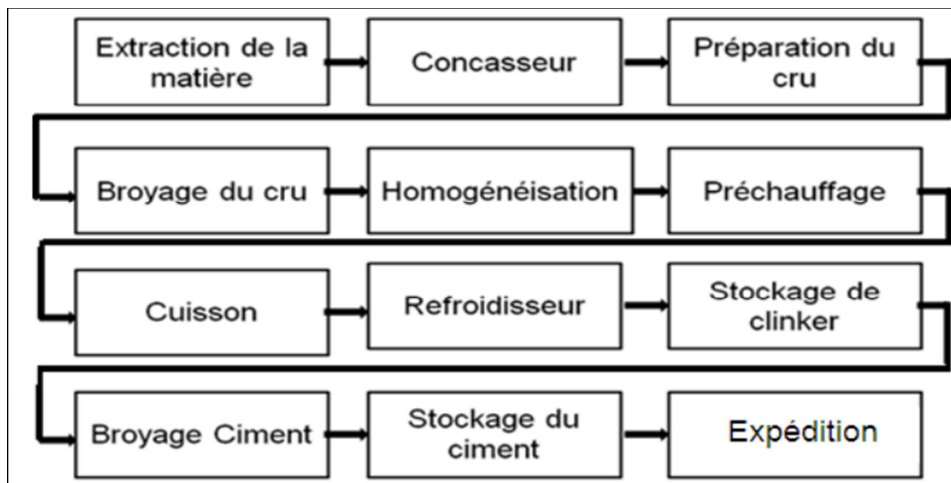 Extraction de la
matière
Concasseur
Préparation du
cru
Broyage du cru
Homogénéisation
Préchauffage
Cuisson
Refroidisseur
Stockage de
clinker
Broyage Ciment
Stockage du
ciment
Expédition